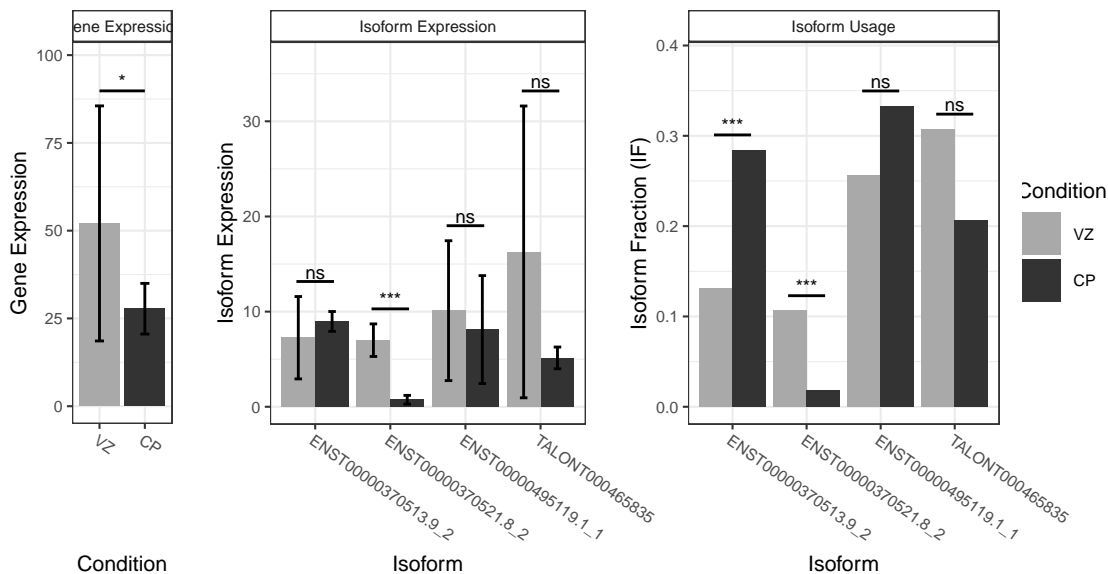 ene Expressio
Gene Expression
100
75
50
25
0
*
VZ
CP
Condition
Isoform Expression
Isoform Expression
30
20
10
0
ns
***
ns
ns
ENST00000370513.9_2
ENST00000370521.8_2
ENST00000495119.1_1
TALONT000465835
Isoform
Isoform Usage
Isoform Fraction (IF)
0.4
0.3
0.2
0.1
0.0
***
***
ns
ns
ENST00000370513.9_2
ENST00000370521.8_2
ENST00000495119.1_1
TALONT000465835
Isoform
Condition
VZ
CP